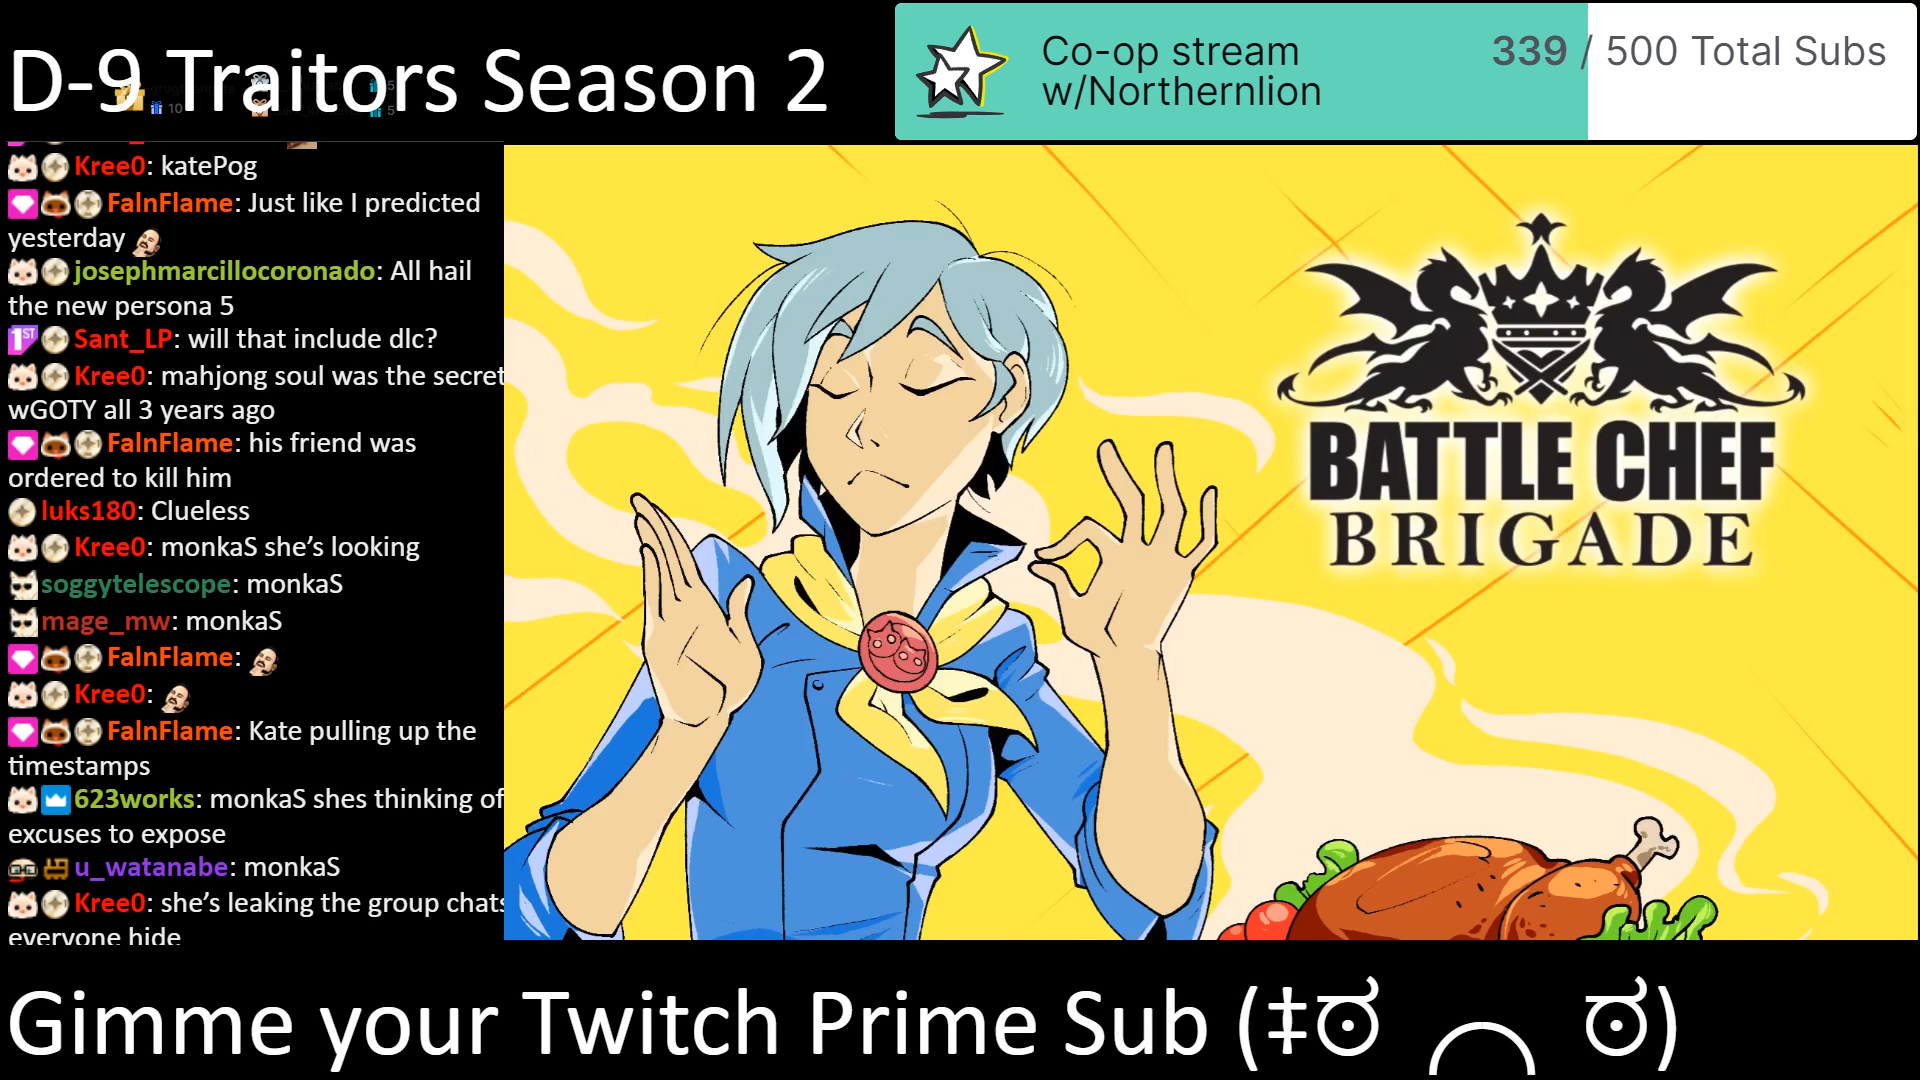 D-9 Traitors Season 2
10
5
5
Co-op stream
w/Northernlion
339 / 500 Total Subs
Kree0: katePog
FalnFlame: Just like I predicted
yesterday
josephmarcillocoronado: All hail
the new persona 5
1ST Sant_LP: will that include dlc?
Kree0: mahjong soul was the secret
wGOTY all 3 years ago
FalnFlame: his friend was
ordered to kill him
luks180: Clueless
Kree0: monkaS she's looking
soggytelescope: monkaS
mage_mw: monkaS
FalnFlame:
Kree0:
FalnFlame: Kate pulling up the
timestamps
623works: monkaS shes thinking of
excuses to expose
u_watanabe: monkaS
Kree0: she's leaking the group chats
everyone hide
BATTLE CHEF
BRIGADE
Gimme your Twitch Prime Sub (‡ಠ ╭╮ ಠ)